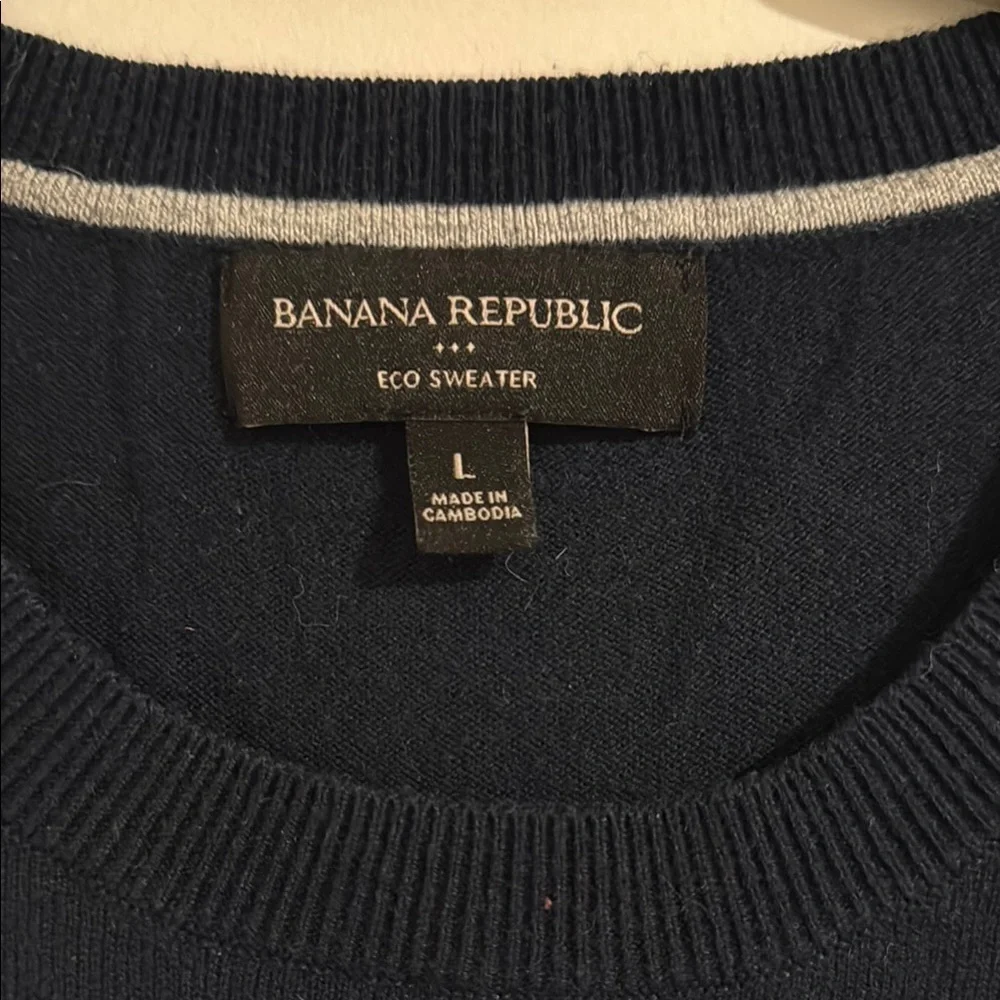 BANANA REPUBLIC
ECO SWEATER
L
MADE IN
CAMBODIA